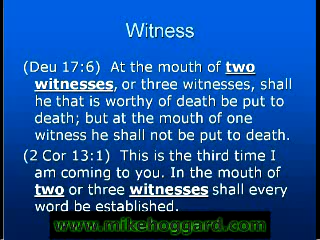 Witness
(Deu 17:6) At the mouth of two
witnesses, or three witnesses, shall
he that is worthy of death be put to
death; but at the mouth of one
witness he shall not be put to death.
(2 Cor 13:1) This is the third time I
am coming to you. In the mouth of
two or three witnesses shall every
word be established.
www.mikehoggard.com